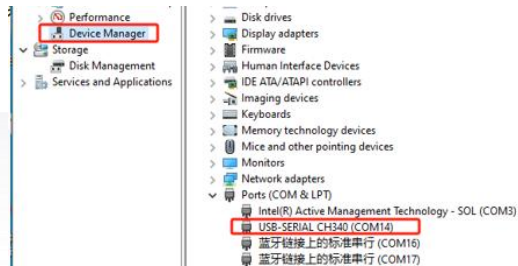 Performance
Device Manager
Storage
Disk Management
Services and Applications
Disk drives
Display adapters
Firmware
Human Interface Devices
IDE ATA/ATAPI controllers
Imaging devices
Keyboards
Memory technology devices
Mice and other pointing devices
Monitors
Network adapters
Ports (COM & LPT)
Intel(R) Active Management Technology - SOL (COM3)
USB-SERIAL CH340 (COM14)
蓝牙链接上的标准串行 (COM16)
蓝牙链接上的标准串行 (COM17)